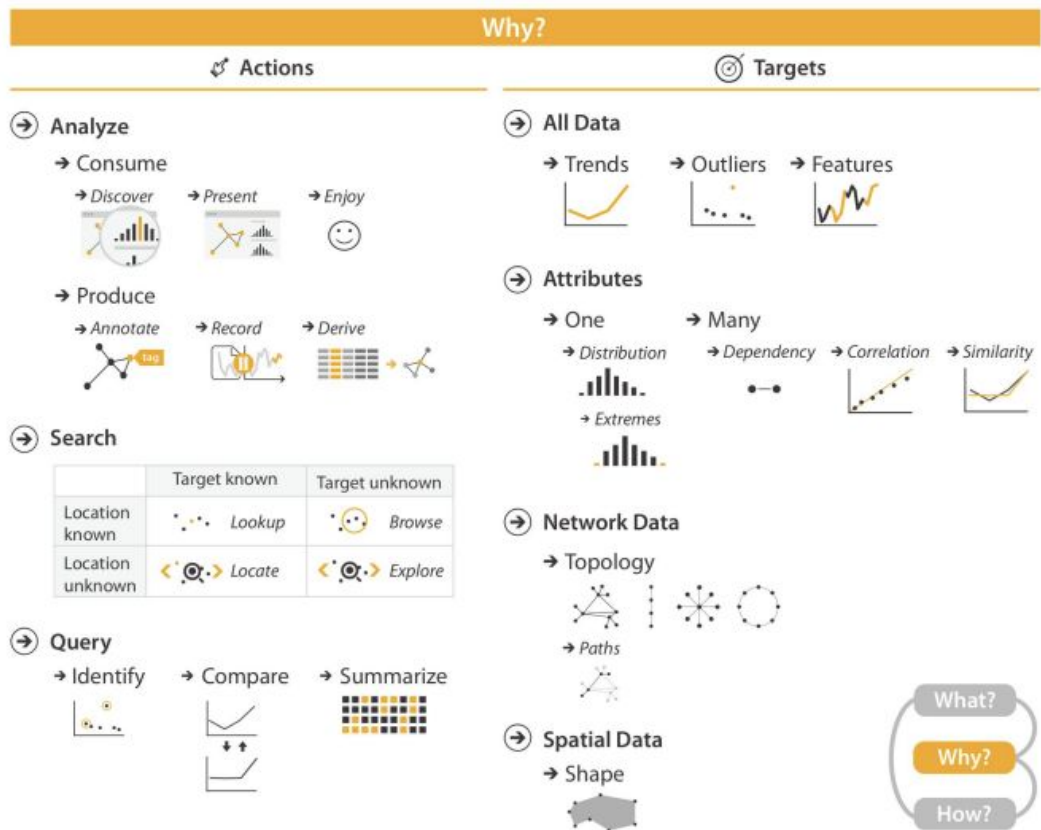 Why?
Actions
Analyze
→ Consume
→ Discover → Present → Enjoy
→ Produce
→ Annotate → Record → Derive
tag
Search
Target known Target unknown
Location known Lookup Browse
Location unknown Locate Explore
Query
→ Identify → Compare → Summarize
Targets
All Data
→ Trends → Outliers → Features
Attributes
→ One → Many
→ Distribution → Dependency → Correlation → Similarity
→ Extremes
Network Data
→ Topology
→ Paths
Spatial Data
→ Shape
What?
Why?
How?